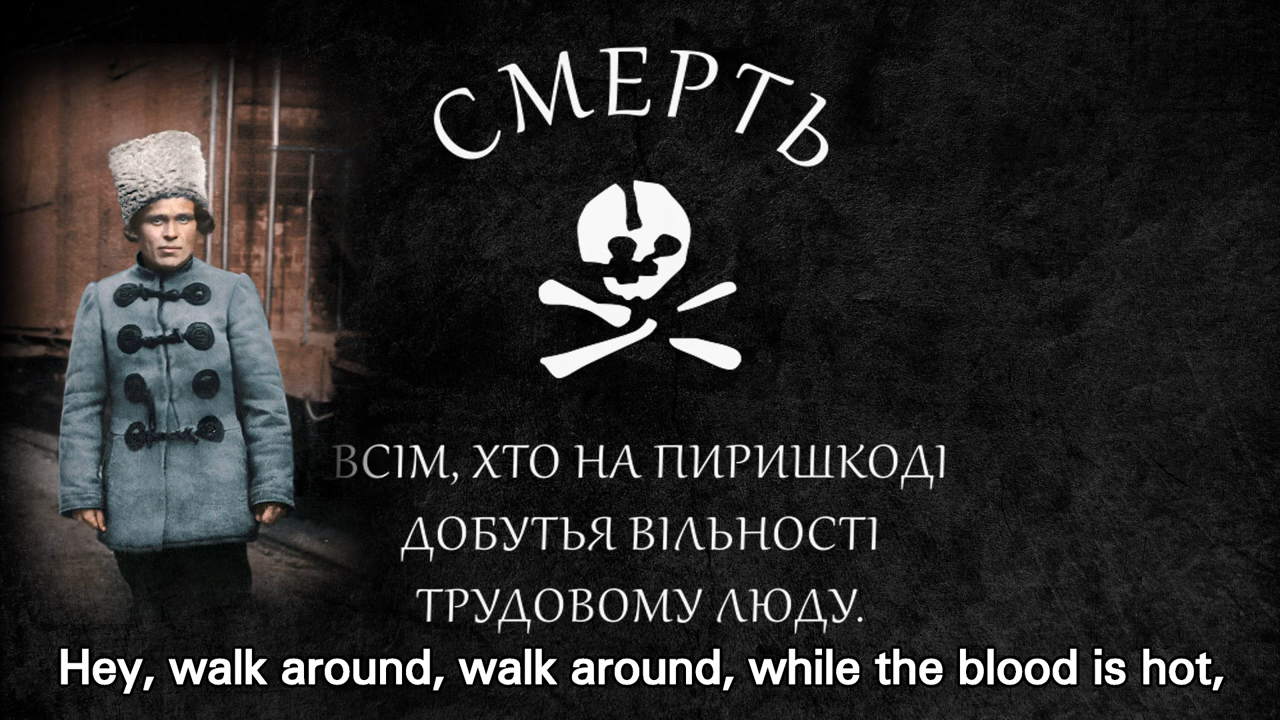 СМЕРТЬ
ВСІМ, ХТО НА ПИРИШКОДІ
ДОБУТЬЯ ВІЛЬНОСТІ
ТРУДОВОМУ ЛЮДУ.
Hey, walk around, walk around, while the blood is hot,